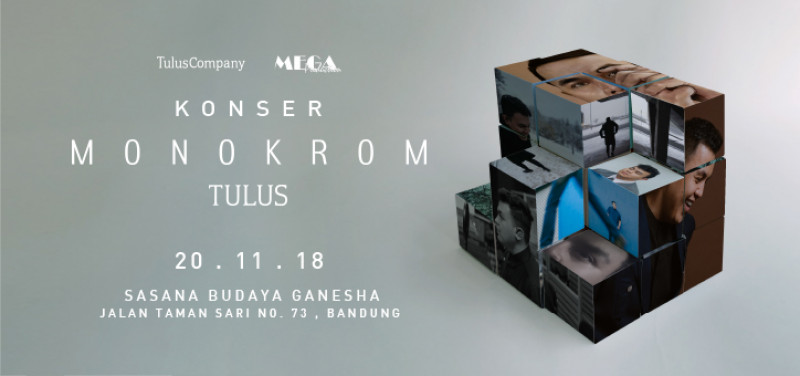 TulusCompany MEGA
KONSER
MONOKROM
TULUS
20 . 11 . 18
SASANA BUDAYA GANESHA
JALAN TAMAN SARI NO. 73 , BANDUNG